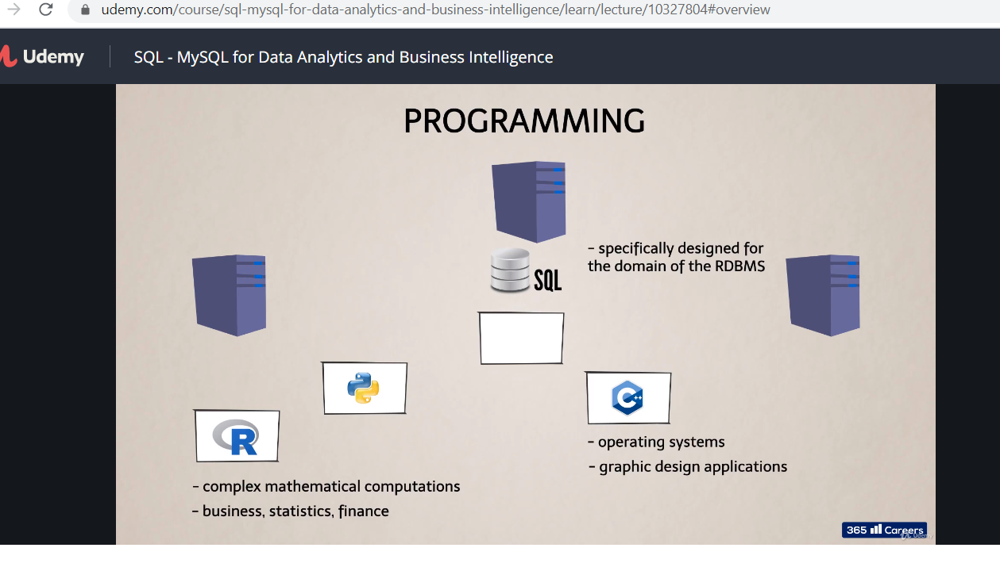 udemy.com/course/sql-mysql-for-data-analytics-and-business-intelligence/learn/lecture/10327804#overview
Udemy
SQL - MySQL for Data Analytics and Business Intelligence
PROGRAMMING
- specifically designed for
the domain of the RDBMS
SQL
C++
R
- operating systems
- graphic design applications
- complex mathematical computations
- business, statistics, finance
365 Careers
Udemy